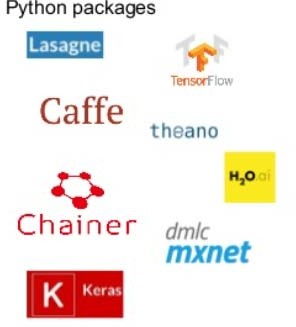 Python packages
Lasagne
TensorFlow
Caffe
theano
H2O.ai
Chainer
dmlc
mxnet
K Keras